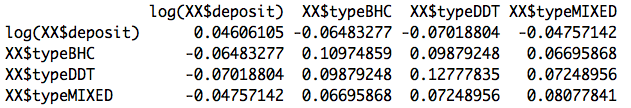 log(XX$deposit) XX$typeBHC XX$typeDDT XX$typeMIXED
log(XX$deposit) 0.04606105 -0.06483277 -0.07018804 -0.04757142
XX$typeBHC -0.06483277 0.10974859 0.09879248 0.06695868
XX$typeDDT -0.07018804 0.09879248 0.12777835 0.07248956
XX$typeMIXED -0.04757142 0.06695868 0.07248956 0.08077841